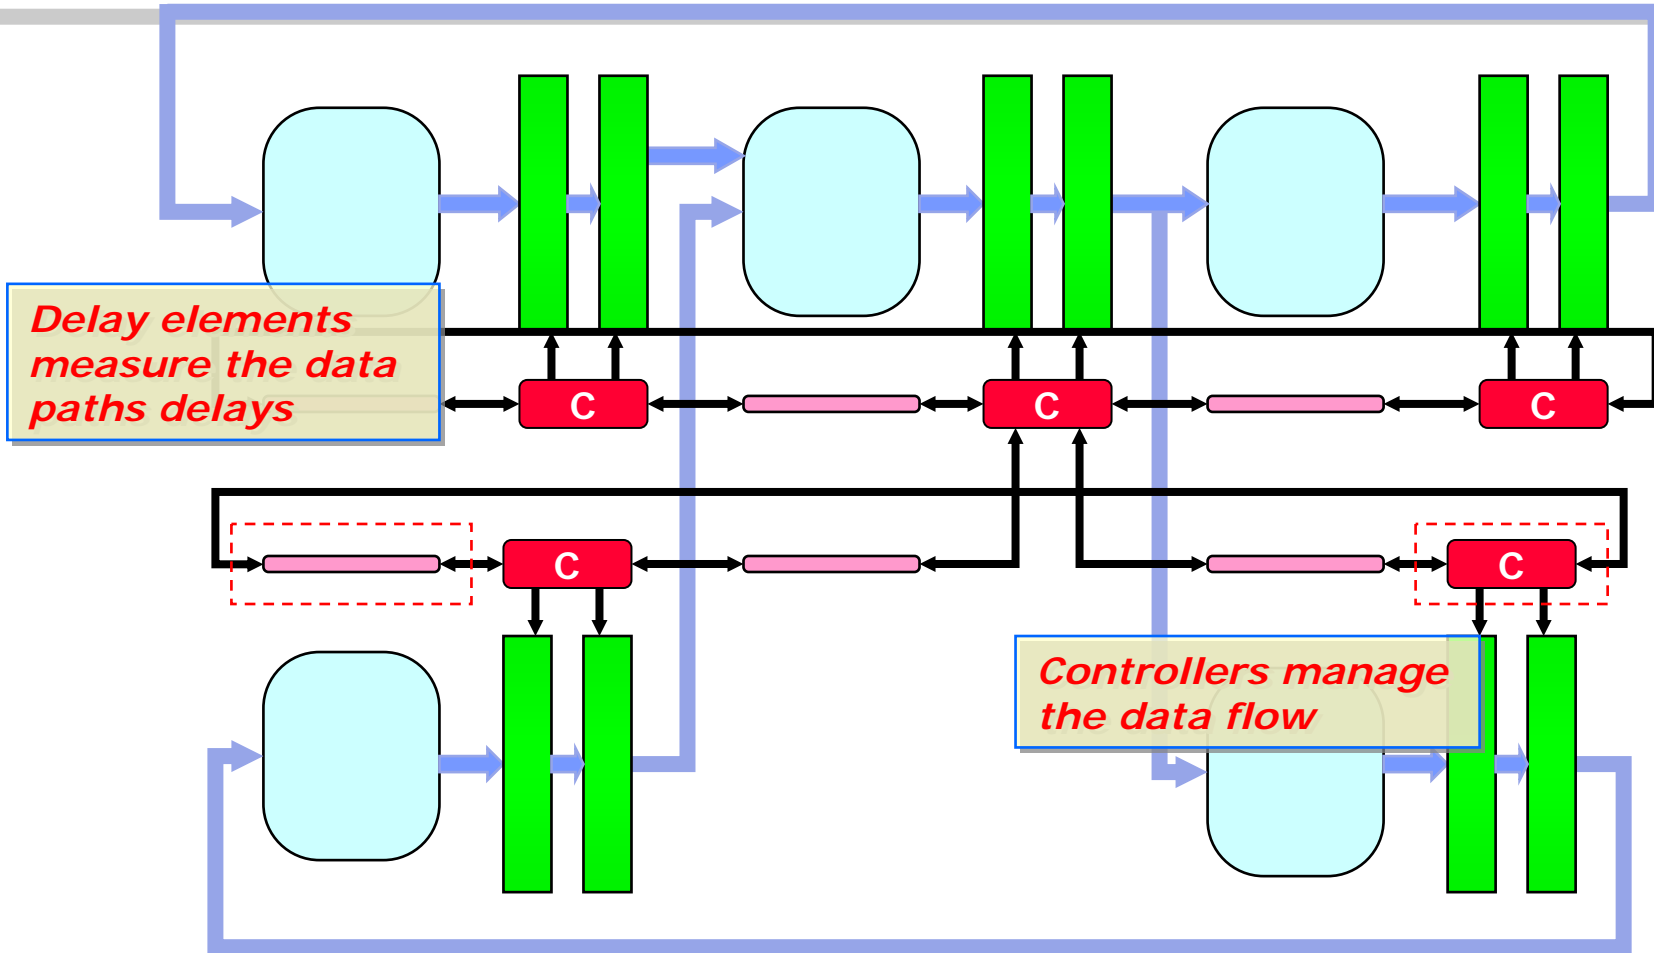 Delay elements
measure the data
paths delays
C
C
C
C
C
Controllers manage
the data flow